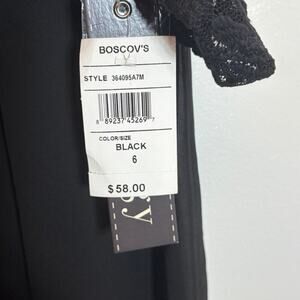 BOSCOV'S
STYLE 364095A7M
8 89237 45269 7
COLOR/SIZE
BLACK
6
$58.00